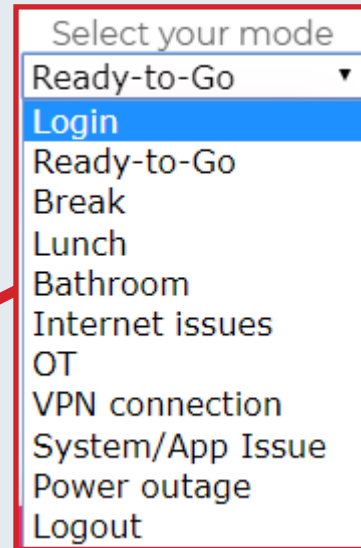 Select your mode
Ready-to-Go
Login
Ready-to-Go
Break
Lunch
Bathroom
Internet issues
OT
VPN connection
System/App Issue
Power outage
Logout